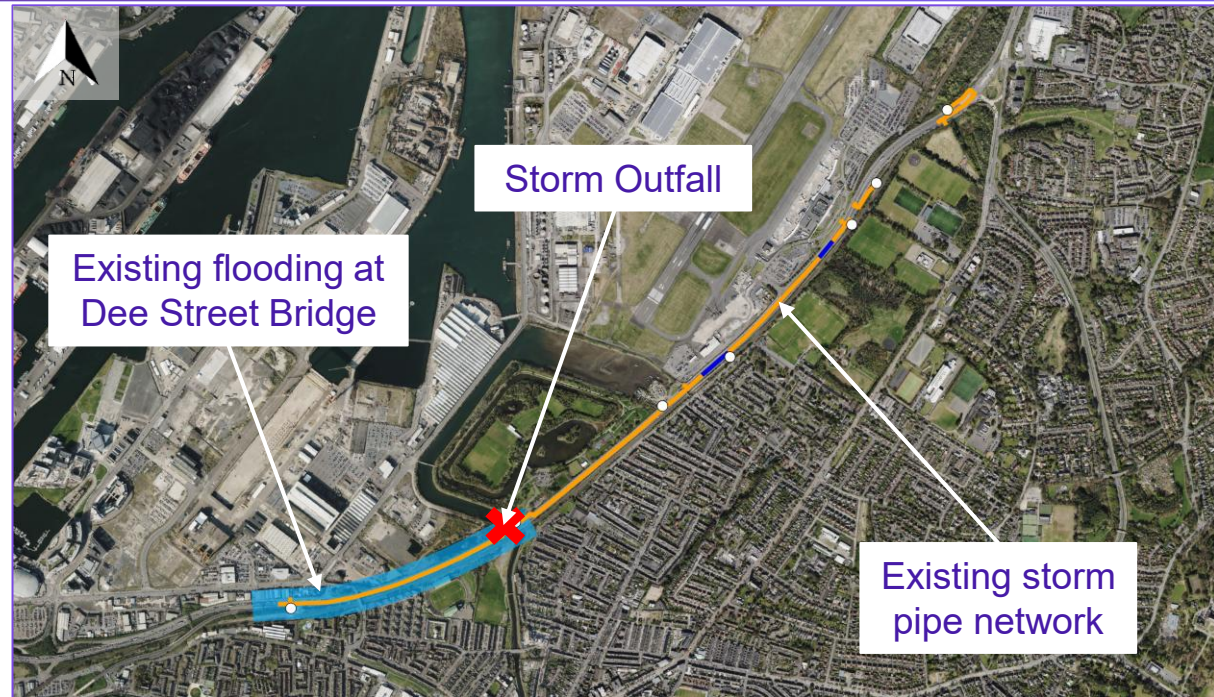 N
Storm Outfall
Existing flooding at
Dee Street Bridge
Existing storm
pipe network